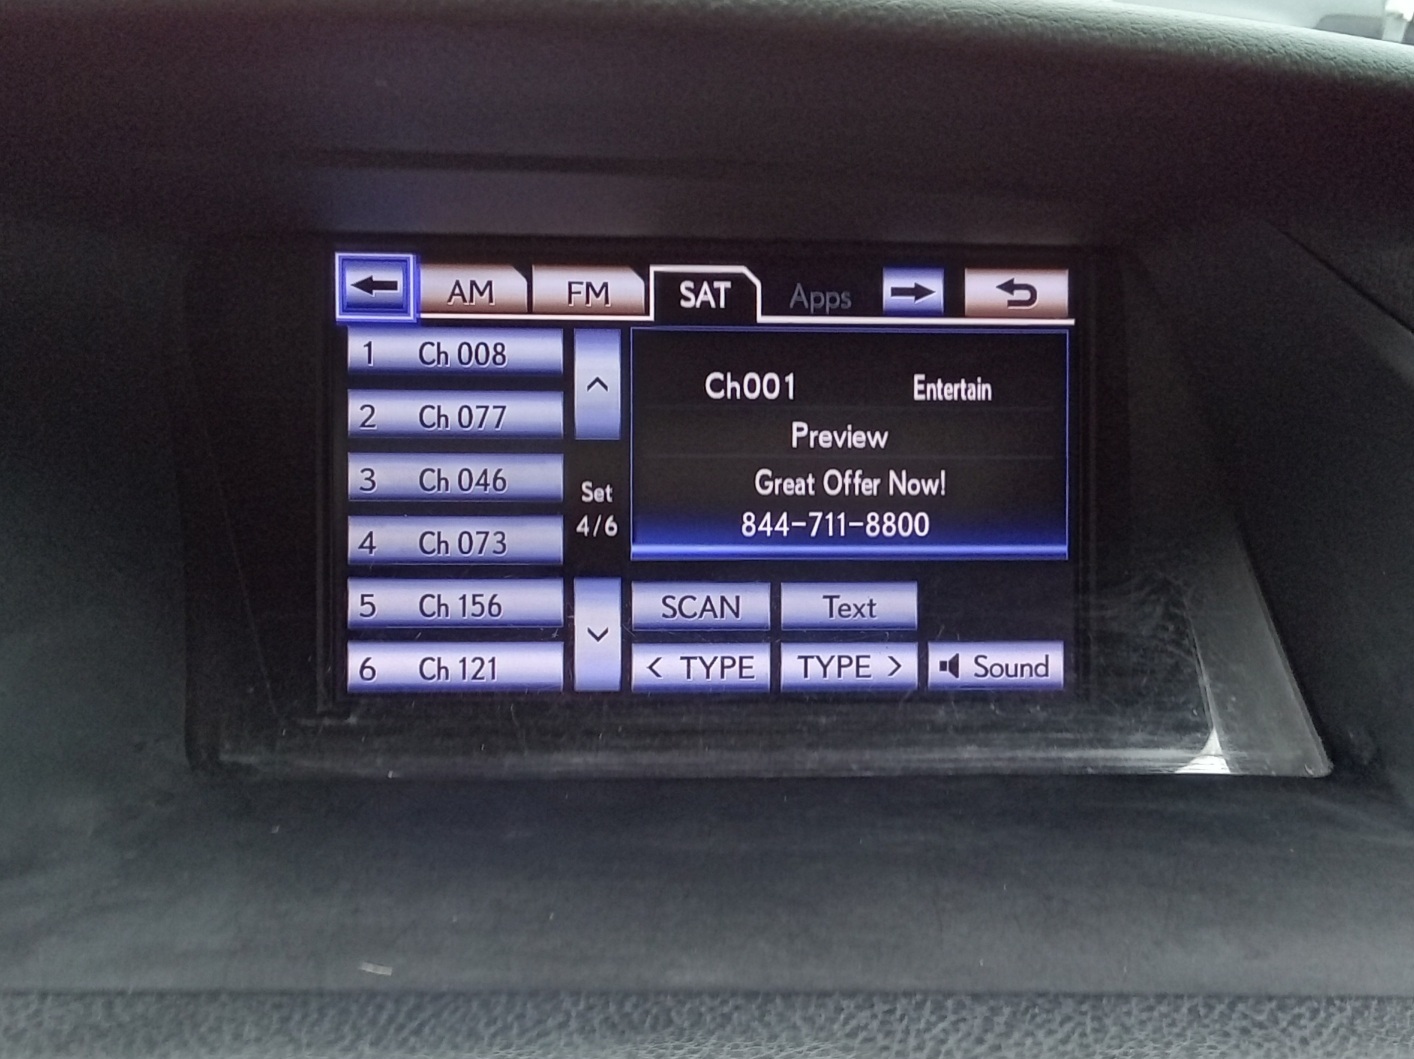 AM FM SAT Apps
1 Ch 008
2 Ch 077
3 Ch 046
4 Ch 073
5 Ch 156
6 Ch 121
Set
4/6
Ch001 Entertain
Preview
Great Offer Now!
844-711-8800
SCAN Text
< TYPE TYPE > Sound